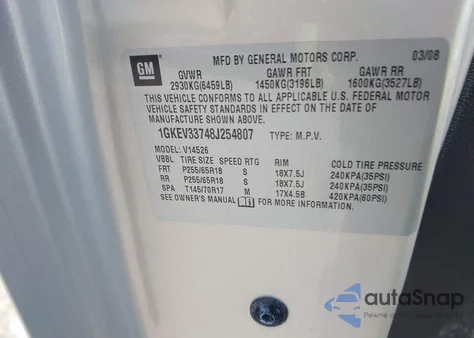 GM
MFD BY GENERAL MOTORS CORP. 03/08
GVWR GAWR FRT GAWR RR
2930KG(6459LB) 1450KG(3196LB) 1600KG(3527LB)
THIS VEHICLE CONFORMS TO ALL APPLICABLE U.S. FEDERAL MOTOR
VEHICLE SAFETY STANDARDS IN EFFECT ON THE DATE OF
MANUFACTURE SHOWN ABOVE.
1GKEV33748J254807 TYPE: M.P.V.
MODEL: V14526
VBBL TIRE SIZE SPEED RTG RIM COLD TIRE PRESSURE
FRT P255/65R18 S 18X7.5J 240KPA(35PSI)
RR P255/65R18 S 18X7.5J 240KPA(35PSI)
SPA T145/70R17 M 17X4.5B 420KPA(60PSI)
SEE OWNER'S MANUAL FOR MORE INFORMATION
autoSnap
Pewne auto